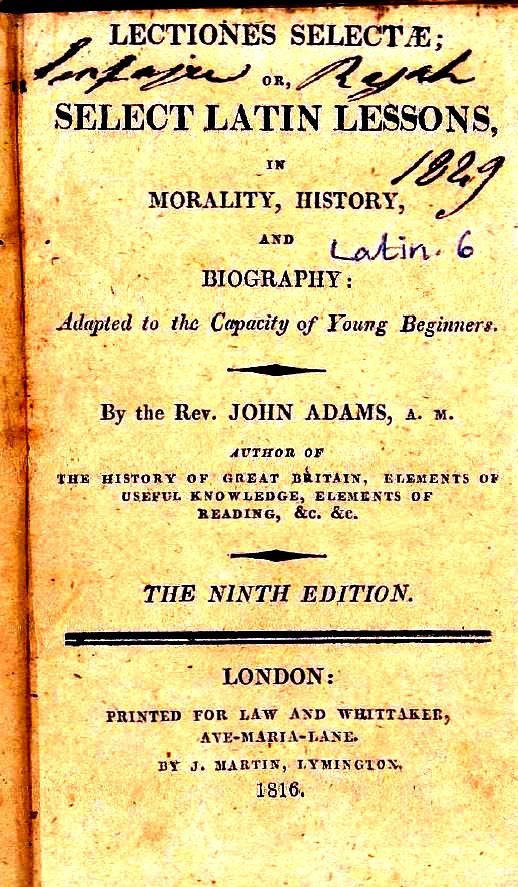 LECTIONES SELECTÆ;
OR,
SELECT LATIN LESSONS,
IN
1829
MORALITY, HISTORY,
AND
Latin. 6
BIOGRAPHY:
Adapted to the Capacity of Young Beginners.
By the Rev. JOHN ADAMS, A. M.
AUTHOR OF
THE HISTORY OF GREAT BRITAIN, ELEMENTS OF
USEFUL KNOWLEDGE, ELEMENTS OF
READING, &c. &c.
THE NINTH EDITION.
LONDON:
PRINTED FOR LAW AND WHITTAKER,
AVE-MARIA-LANE.
BY J. MARTIN, LYMINGTON.
1816.